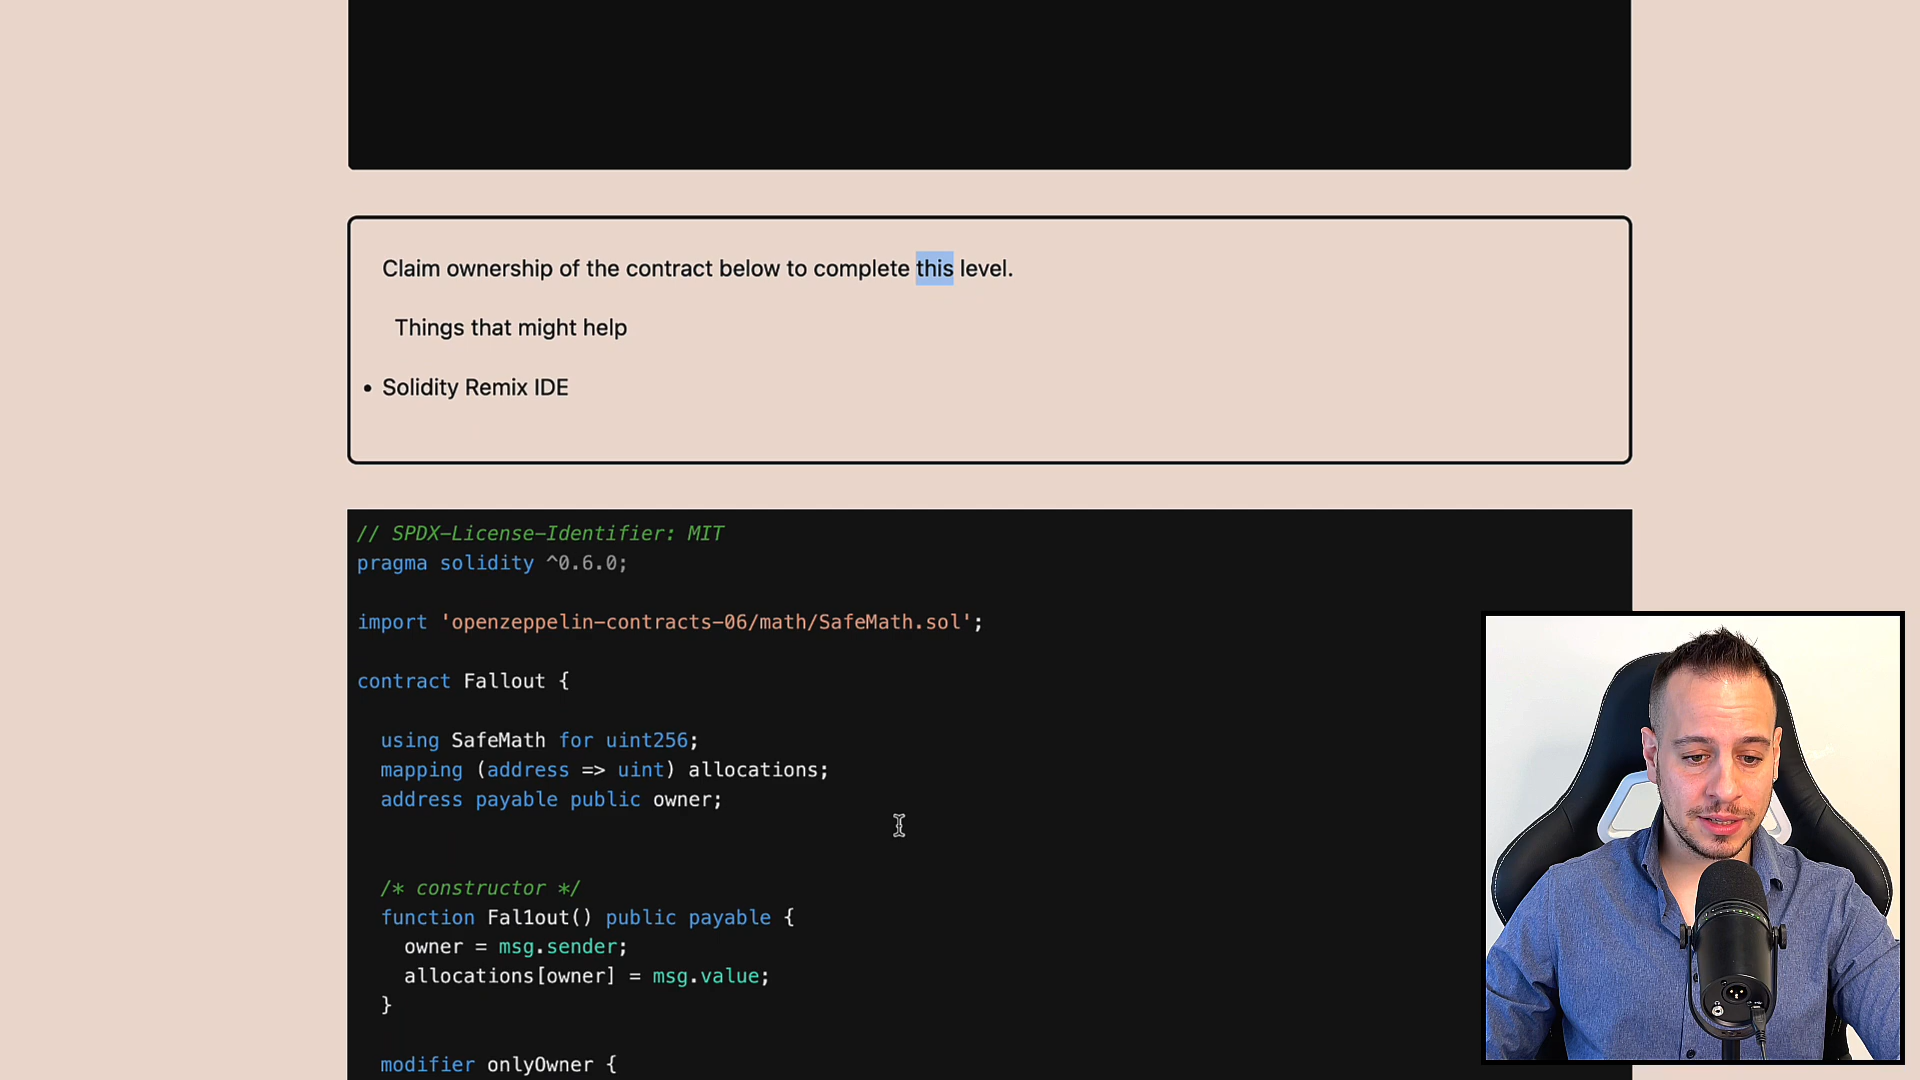 Claim ownership of the contract below to complete this level.
Things that might help
• Solidity Remix IDE
// SPDX-License-Identifier: MIT
pragma solidity ^0.6.0;
import 'openzeppelin-contracts-06/math/SafeMath.sol';
contract Fallout {
using SafeMath for uint256;
mapping (address => uint) allocations;
address payable public owner;
/* constructor */
function Fal1out() public payable {
owner = msg.sender;
allocations[owner] = msg.value;
}
modifier onlyOwner {